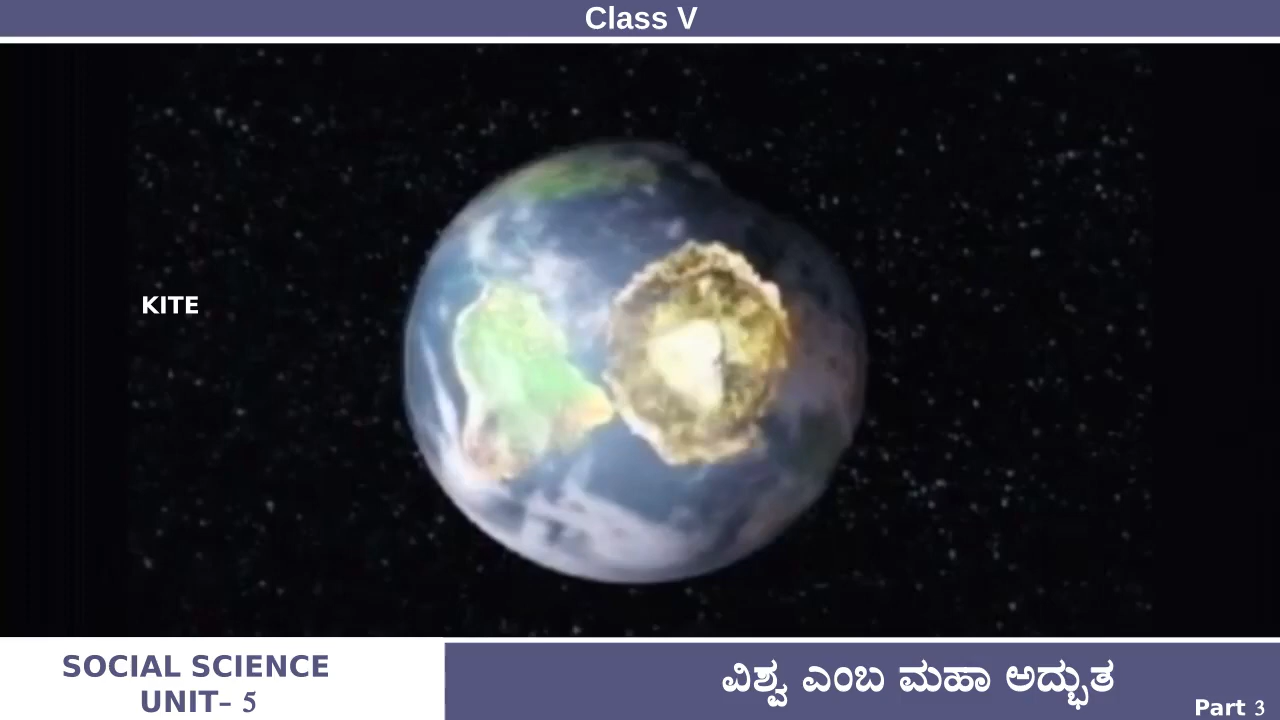 Class V
KITE
SOCIAL SCIENCE
UNIT– 5
ವಿಶ್ವ ಎಂಬ ಮಹಾ ಅದ್ಭುತ
Part 3